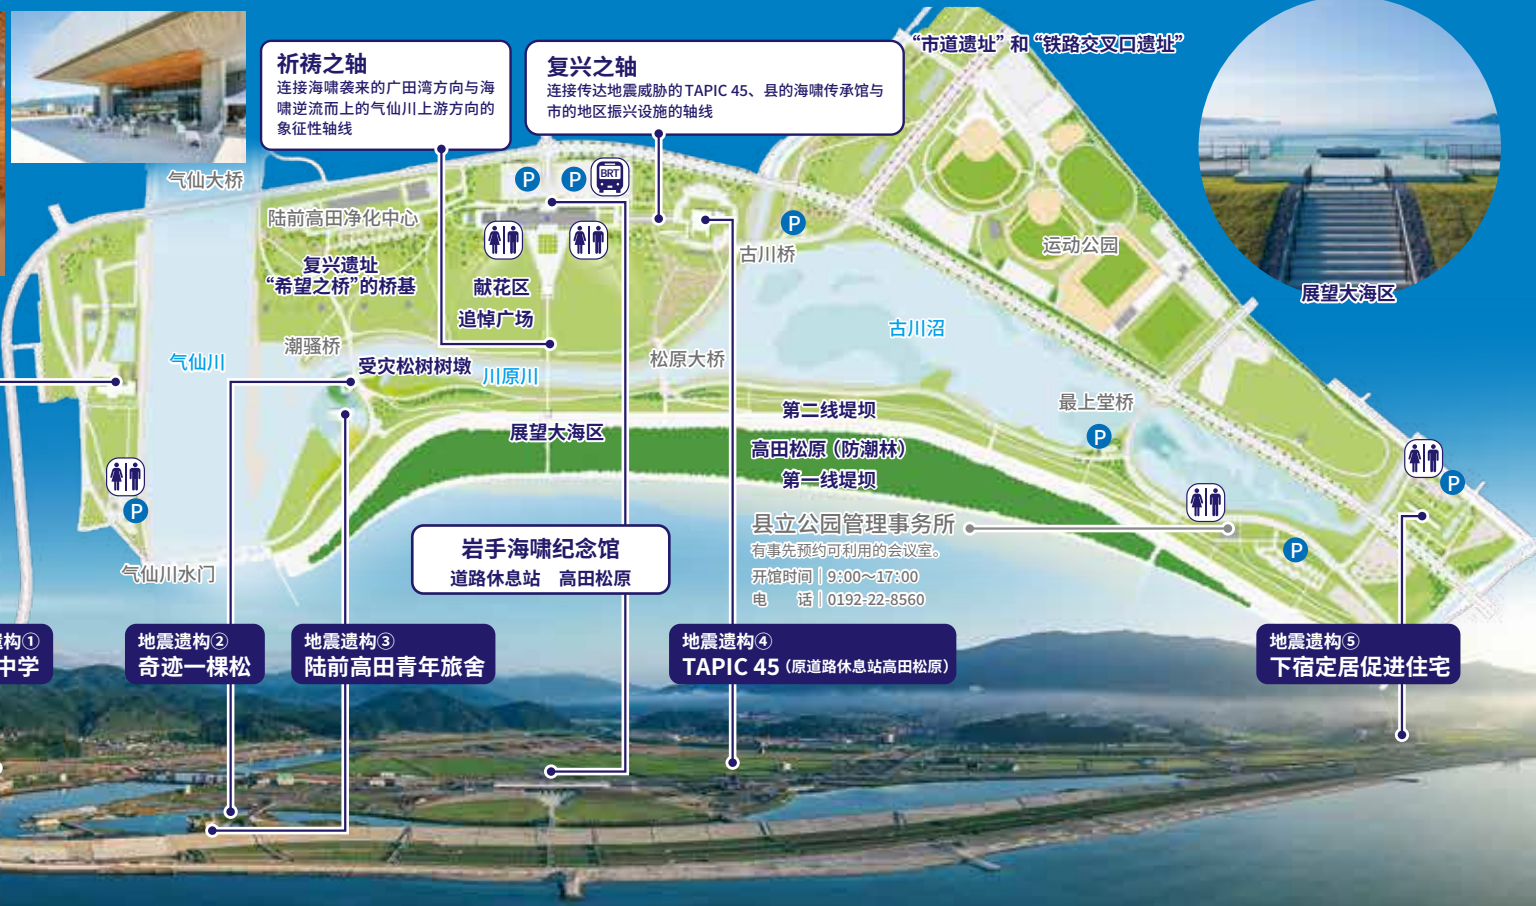 祈祷之轴
连接海啸袭来的广田湾方向与海
啸逆流而上的气仙川上游方向的
象征性轴线
复兴之轴
连接传达地震威胁的TAPIC 45、县的海啸传承馆与
市的地区振兴设施的轴线
“市道遗址” 和 “铁路交叉口遗址”
展望大海区
气仙大桥
陆前高田净化中心
复兴遗址
“希望之桥”的桥基
P
P
BRT
P
献花区
追悼广场
古川桥
运动公园
古川沼
潮骚桥
气仙川
受灾松树树墩
川原川
松原大桥
最上堂桥
P
第二线堤坝
展望大海区
高田松原（防潮林）
第一线堤坝
P
P
P
气仙川水门
县立公园管理事务所
有事先预约可利用的会议室。
开馆时间｜9:00～17:00
电　　话｜0192-22-8560
岩手海啸纪念馆
道路休息站　高田松原
构①
中学
地震遗构②
奇迹一棵松
地震遗构③
陆前高田青年旅舍
地震遗构④
TAPIC 45（原道路休息站高田松原）
地震遗构⑤
下宿定居促进住宅